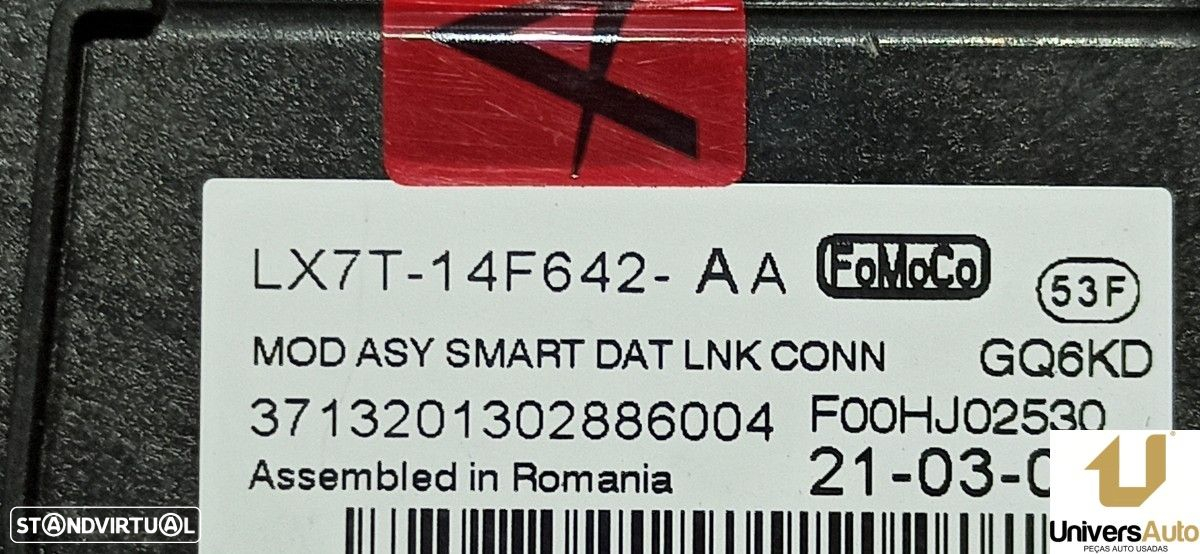 LX7T-14F642-AA FoMoCo 53F
MOD ASY SMART DAT LNK CONN GQ6KD
3713201302886004 F00HJ02530
Assembled in Romania 21-03-0
STANDVIRTUAL
UniversAuto
PEÇAS AUTO USADAS